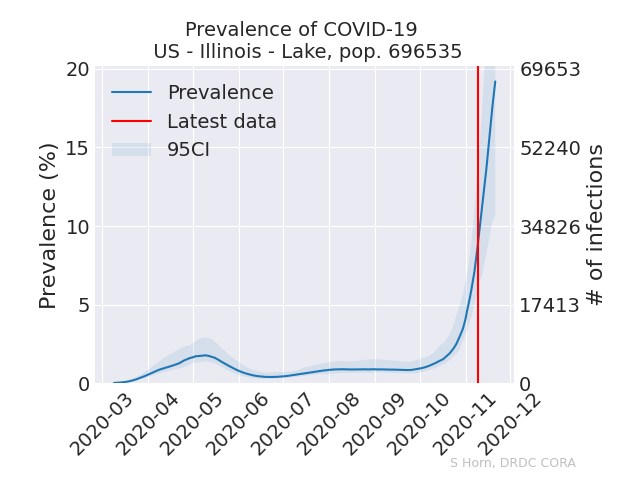 Prevalence of COVID-19
US - Illinois - Lake, pop. 696535
20
15
10
5
0
Prevalence (%)
Prevalence
Latest data
95CI
69653
52240
34826
17413
0
# of infections
2020-03
2020-04
2020-05
2020-06
2020-07
2020-08
2020-09
2020-10
2020-11
2020-12
S Horn, DRDC CORA